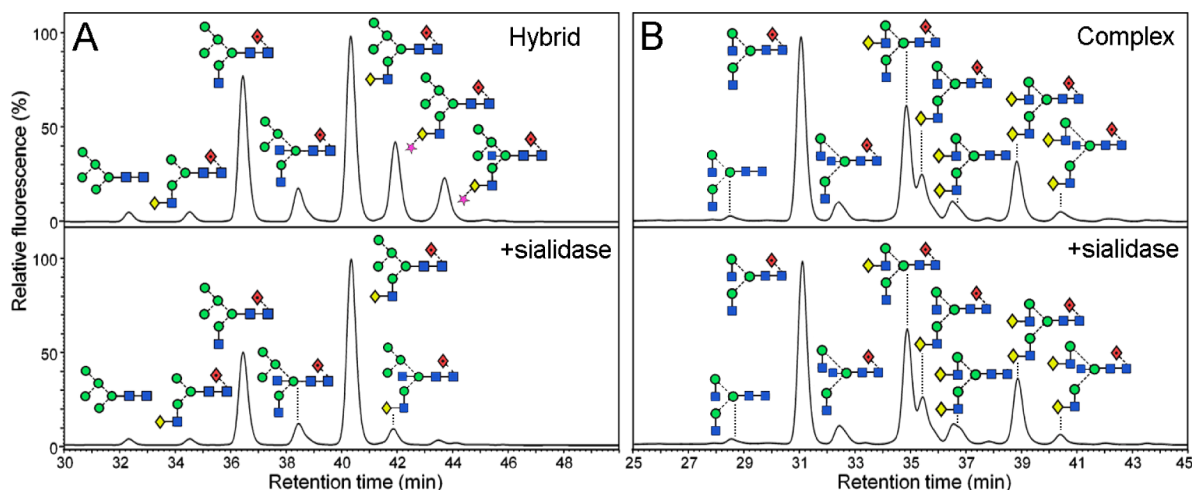 A
Hybrid
B
Complex
Relative fluorescence (%)
100
50
0
+sialidase
+sialidase
100
50
0
30 32 34 36 38 40 42 44 46 48
25 27 29 31 33 35 37 39 41 43 45
Retention time (min)
Retention time (min)